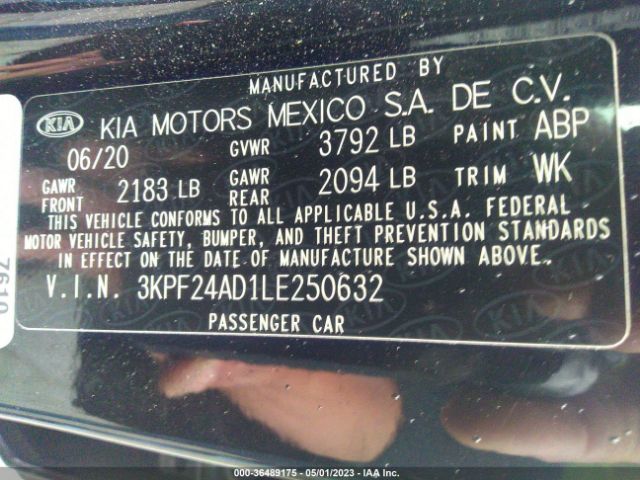 MANUFACTURED BY
KIA KIA MOTORS MEXICO S.A. DE C.V.
06/20 GVWR 3792 LB PAINT ABP
GAWR FRONT 2183 LB GAWR REAR 2094 LB TRIM WK
THIS VEHICLE CONFORMS TO ALL APPLICABLE U.S.A. FEDERAL
MOTOR VEHICLE SAFETY, BUMPER, AND THEFT PREVENTION STANDARDS
IN EFFECT ON THE DATE OF MANUFACTURE SHOWN ABOVE.
V.I.N. 3KPF24AD1LE250632
PASSENGER CAR
7610
000-36489175 - 05/01/2023 - IAA Inc.